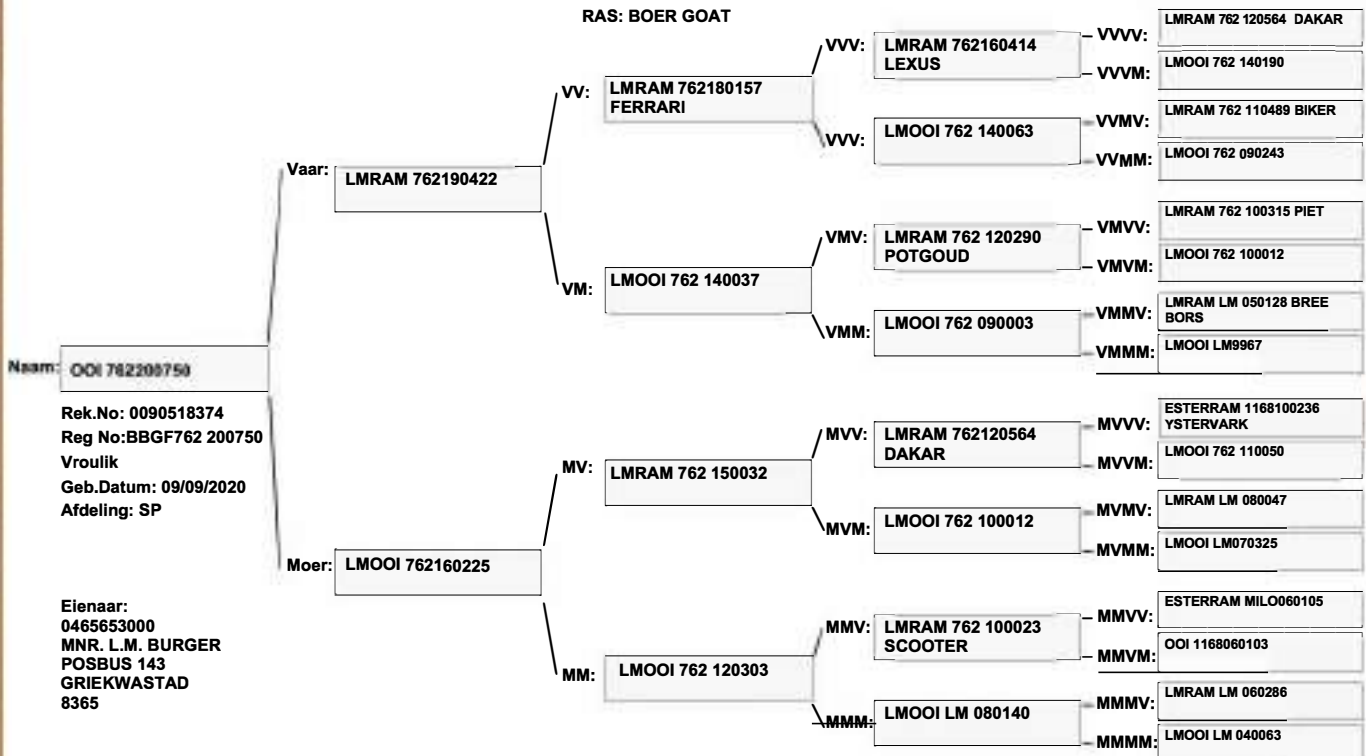 RAS: BOER GOAT
Naam: OOI 762200750
Rek.No: 0090518374
Reg No:BBGF762 200750
Vroulik
Geb.Datum: 09/09/2020
Afdeling: SP
Eienaar:
0465653000
MNR. L.M. BURGER
POSBUS 143
GRIEKWASTAD
8365
Vaar: LMRAM 762190422
Moer: LMOOI 762160225
VV: LMRAM 762180157
FERRARI
VM: LMOOI 762 140037
MV: LMRAM 762 150032
MM: LMOOI 762 120303
VVV: LMRAM 762160414
LEXUS
VVV: LMOOI 762 140063
VMV: LMRAM 762 120290
POTGOUD
VMM: LMOOI 762 090003
MVV: LMRAM 762120564
DAKAR
MVM: LMOOI 762 100012
MMV: LMRAM 762 100023
SCOOTER
MMM: LMOOI LM 080140
VVVV: LMRAM 762 120564 DAKAR
VVVM: LMOOI 762 140190
VVMV: LMRAM 762 110489 BIKER
VVMM: LMOOI 762 090243
VMVV: LMRAM 762 100315 PIET
VMVM: LMOOI 762 100012
VMMV: LMRAM LM 050128 BREE
BORS
VMMM: LMOOI LM9967
MVVV: ESTERRAM 1168100236
YSTERVARK
MVVM: LMOOI 762 110050
MVMV: LMRAM LM 080047
MVMM: LMOOI LM070325
MMVV: ESTERRAM MILO060105
MMVM: OOI 1168060103
MMMV: LMRAM LM 060286
MMMM: LMOOI LM 040063